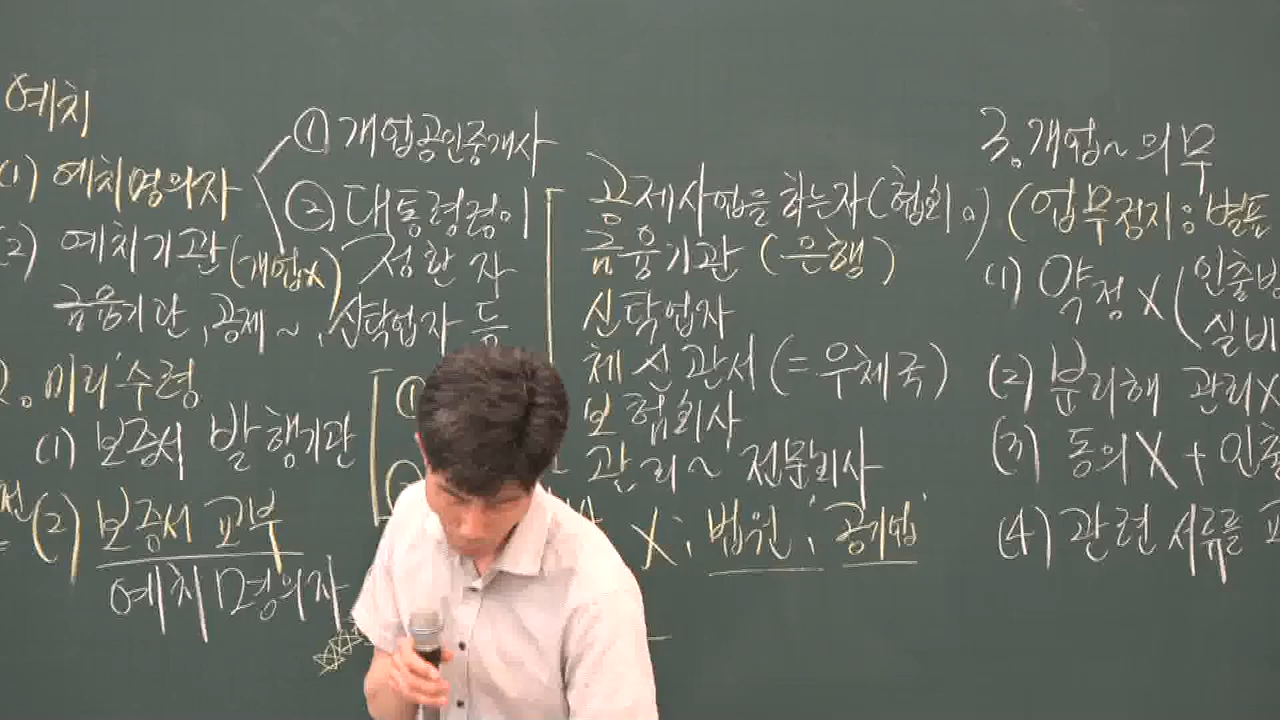 예치
(1) 예치명의자
① 개업공인중개사
② 대통령령이
정한 자
(2) 예치기관 (개업X)
금융기관, 공제~, 신탁업자 등
2. 미리 수령
(1) 보증서 발행기관
전
(2) 보증서 교부
예치명의자
①
공제사업을 하는자 (협회 ㅇ)
금융기관 (은행)
신탁업자
체신관서 (=우체국)
보험회사
관리~ 전문회사
X; 법원, 공기업
3. 개업~ 의무
(업무정지ㅇ 별표
(1) 약정 X (인출
실비
(2) 분리해 관리X
(3) 동의X + 인출
(4) 관련 서류를